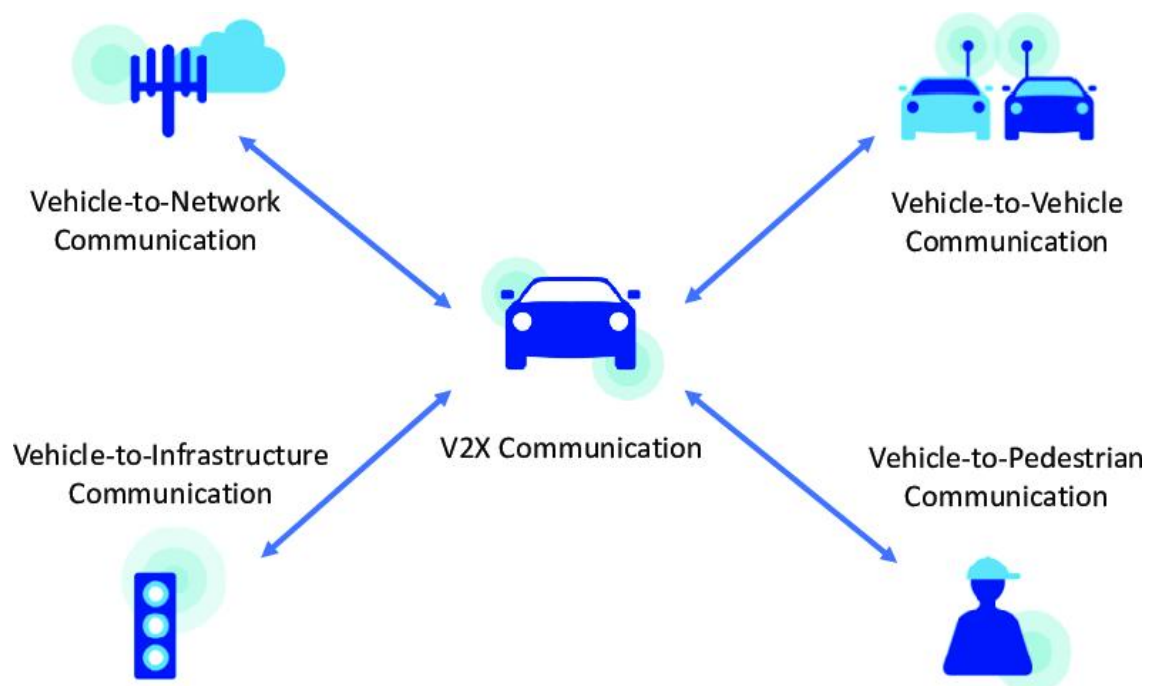 Vehicle-to-Network
Communication
Vehicle-to-Vehicle
Communication
V2X Communication
Vehicle-to-Infrastructure
Communication
Vehicle-to-Pedestrian
Communication